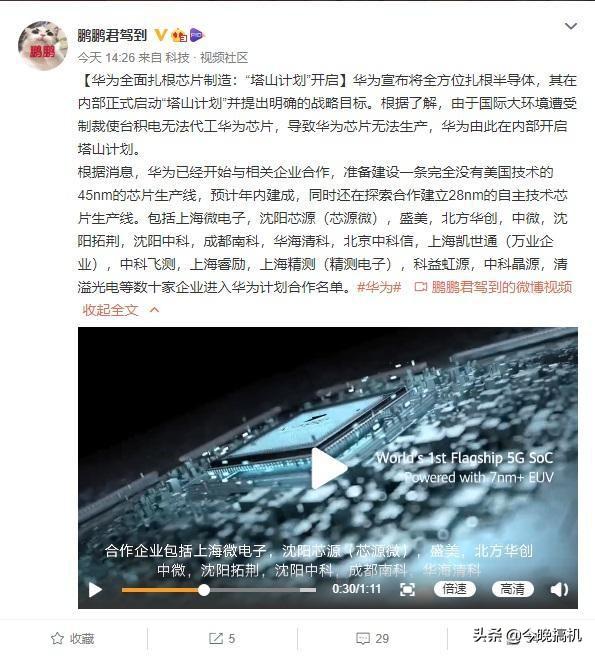 鹏鹏
鹏鹏君驾到
今天 14:26 来自 科技 · 视频社区
【华为全面扎根芯片制造：“塔山计划”开启】华为宣布将全方位扎根半导体，其在
内部正式启动“塔山计划”并提出明确的战略目标。根据了解，由于国际大环境遭受
制裁使台积电无法代工华为芯片，导致华为芯片无法生产，华为由此在内部开启
塔山计划。
根据消息，华为已经开始与相关企业合作，准备建设一条完全没有美国技术的
45nm的芯片生产线，预计年内建成，同时还在探索合作建立28nm的自主技术芯
片生产线。包括上海微电子，沈阳芯源（芯源微），盛美，北方华创，中微，沈
阳拓荆，沈阳中科，成都南科，华海清科，北京中科信，上海凯世通（万业企
业），中科飞测，上海睿励，上海精测（精测电子），科益虹源，中科晶源，清
溢光电等数十家企业进入华为计划合作名单。#华为# 鹏鹏君驾到的微博视频
收起全文
World's 1st Flagship 5G SoC
Powered with 7nm+ EUV
合作企业包括上海微电子，沈阳芯源（芯源微），盛美，北方华创
中微，沈阳拓荆，沈阳中科，成都南科，华海清科
0:30/1:11 倍速 高清
收藏 5 29
头条 @今晚搞机